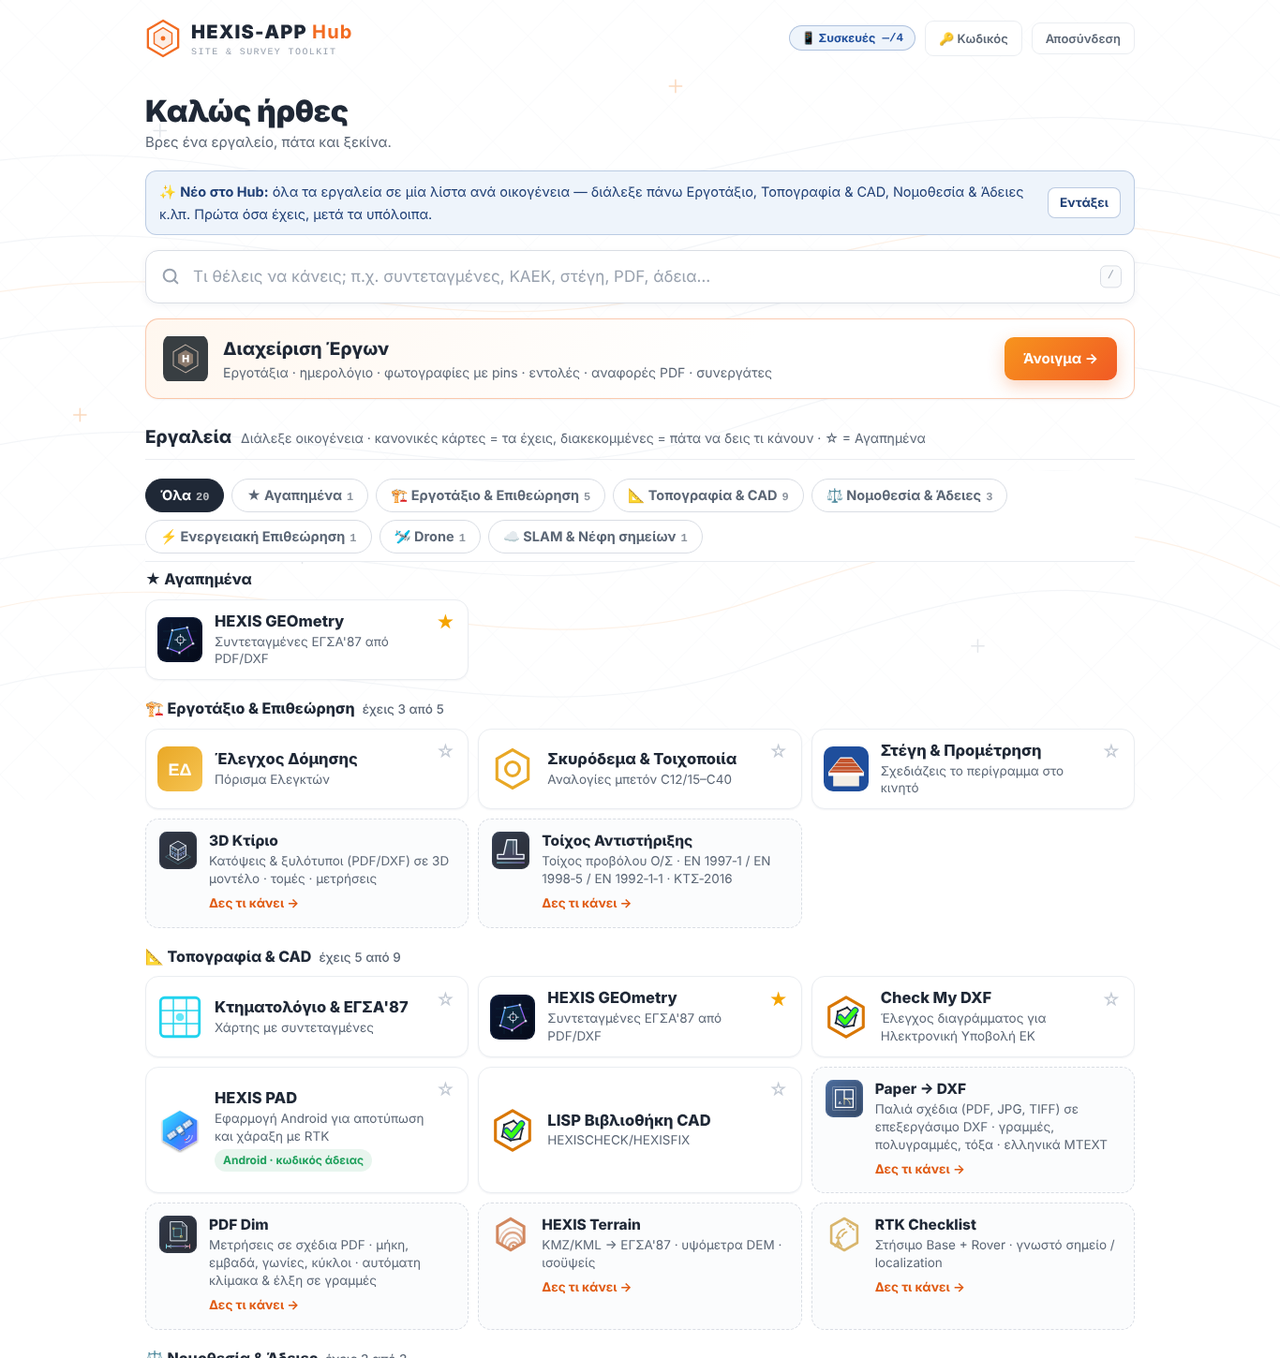 HEXIS-APP Hub
SITE & SURVEY TOOLKIT
📱 Συσκευές —/4
🔑 Κωδικός
Αποσύνδεση
Καλώς ήρθες
Βρες ένα εργαλείο, πάτα και ξεκίνα.
✨ Νέο στο Hub: όλα τα εργαλεία σε μία λίστα ανά οικογένεια — διάλεξε πάνω Εργοτάξιο, Τοπογραφία & CAD, Νομοθεσία & Άδειες
κ.λπ. Πρώτα όσα έχεις, μετά τα υπόλοιπα.
Εντάξει
Τι θέλεις να κάνεις; π.χ. συντεταγμένες, ΚΑΕΚ, στέγη, PDF, άδεια...
/
H
Διαχείριση Έργων
Εργοτάξια · ημερολόγιο · φωτογραφίες με pins · εντολές · αναφορές PDF · συνεργάτες
Άνοιγμα →
Εργαλεία
Διάλεξε οικογένεια · κανονικές κάρτες = τα έχεις, διακεκομμένες = πάτα να δεις τι κάνουν · ☆ = Αγαπημένα
Όλα 20
★ Αγαπημένα 1
🏗️ Εργοτάξιο & Επιθεώρηση 5
📐 Τοπογραφία & CAD 9
⚖️ Νομοθεσία & Άδειες 3
⚡ Ενεργειακή Επιθεώρηση 1
🛩️ Drone 1
☁️ SLAM & Νέφη σημείων 1
★ Αγαπημένα
HEXIS GEOmetry
Συντεταγμένες ΕΓΣΑ'87 από
PDF/DXF
🏗️ Εργοτάξιο & Επιθεώρηση έχεις 3 από 5
ΕΔ
Έλεγχος Δόμησης
Πόρισμα Ελεγκτών
Σκυρόδεμα & Τοιχοποιία
Αναλογίες μπετόν C12/15–C40
Στέγη & Προμέτρηση
Σχεδιάζεις το περίγραμμα στο
κινητό
3D Κτίριο
Κατόψεις & ξυλότυποι (PDF/DXF) σε 3D
μοντέλο · τομές · μετρήσεις
Δες τι κάνει →
Τοίχος Αντιστήριξης
Τοίχος προβόλου Ο/Σ · EN 1997-1 / EN
1998-5 / EN 1992-1-1 · ΚΤΣ-2016
Δες τι κάνει →
📐 Τοπογραφία & CAD έχεις 5 από 9
Κτηματολόγιο & ΕΓΣΑ'87
Χάρτης με συντεταγμένες
HEXIS GEOmetry
Συντεταγμένες ΕΓΣΑ'87 από
PDF/DXF
Check My DXF
Έλεγχος διαγράμματος για
Ηλεκτρονική Υποβολή ΕΚ
HEXIS PAD
Εφαρμογή Android για αποτύπωση
και χάραξη με RTK
Android · κωδικός άδειας
LISP Βιβλιοθήκη CAD
HEXISCHECK/HEXISFIX
Paper → DXF
Παλιά σχέδια (PDF, JPG, TIFF) σε
επεξεργάσιμο DXF · γραμμές,
πολυγραμμές, τόξα · ελληνικά MTEXT
Δες τι κάνει →
PDF Dim
Μετρήσεις σε σχέδια PDF · μήκη,
εμβαδά, γωνίες, κύκλοι · αυτόματη
κλίμακα & έλξη σε γραμμές
Δες τι κάνει →
HEXIS Terrain
KMZ/KML → ΕΓΣΑ'87 · υψόμετρα DEM ·
ισοϋψείς
Δες τι κάνει →
RTK Checklist
Στήσιμο Base + Rover · γνωστό σημείο /
localization
Δες τι κάνει →